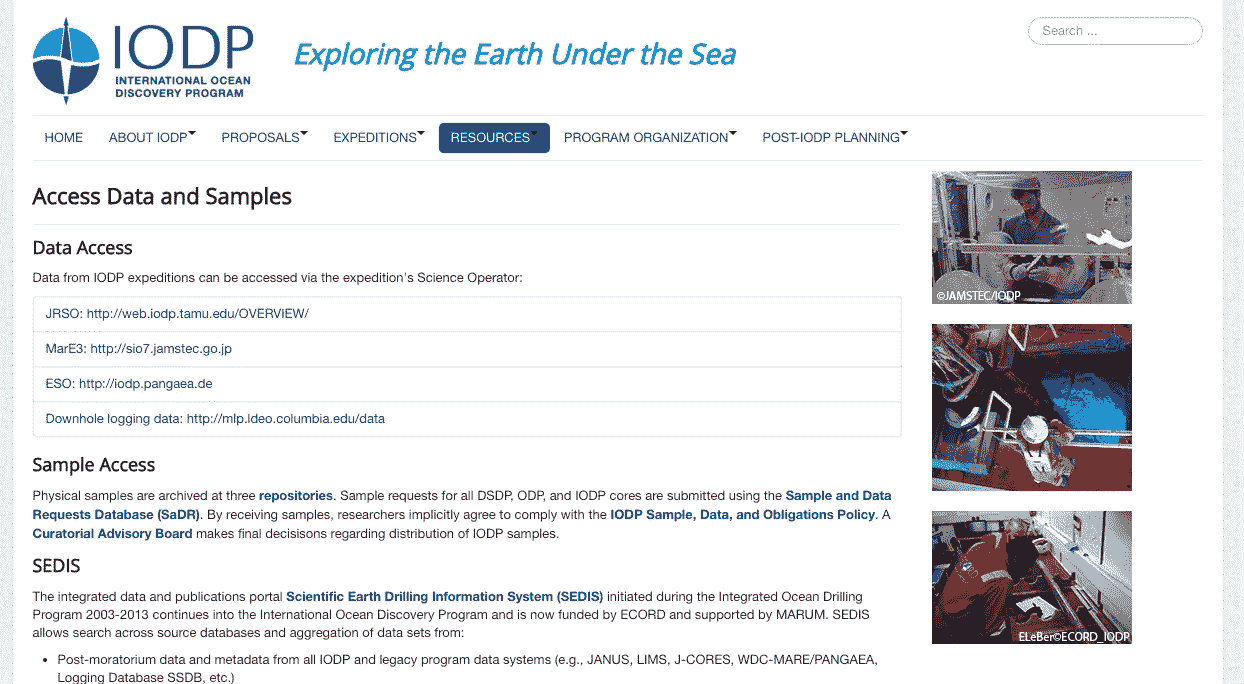 IODP
INTERNATIONAL OCEAN
DISCOVERY PROGRAM
Exploring the Earth Under the Sea
Search ...
HOME ABOUT IODP PROPOSALS EXPEDITIONS RESOURCES PROGRAM ORGANIZATION POST-IODP PLANNING
Access Data and Samples
Data Access
Data from IODP expeditions can be accessed via the expedition's Science Operator:
JRSO: http://web.iodp.tamu.edu/OVERVIEW/
MarE3: http://sio7.jamstec.go.jp
ESO: http://iodp.pangaea.de
Downhole logging data: http://mlp.ldeo.columbia.edu/data
Sample Access
Physical samples are archived at three repositories. Sample requests for all DSDP, ODP, and IODP cores are submitted using the Sample and Data
Requests Database (SaDR). By receiving samples, researchers implicitly agree to comply with the IODP Sample, Data, and Obligations Policy. A
Curatorial Advisory Board makes final decisisons regarding distribution of IODP samples.
SEDIS
The integrated data and publications portal Scientific Earth Drilling Information System (SEDIS) initiated during the Integrated Ocean Drilling
Program 2003-2013 continues into the International Ocean Discovery Program and is now funded by ECORD and supported by MARUM. SEDIS
allows search across source databases and aggregation of data sets from:
• Post-moratorium data and metadata from all IODP and legacy program data systems (e.g., JANUS, LIMS, J-CORES, WDC-MARE/PANGAEA,
Logging Database SSDB, etc.)
©JAMSTEC/IODP
ELeBer©ECORD_IODP